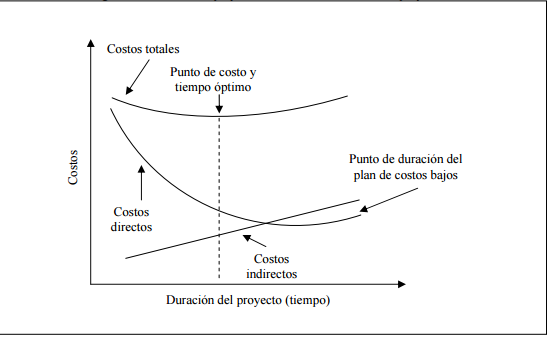 Costos totales
Punto de costo y
tiempo óptimo
Punto de duración del
plan de costos bajos
Costos
Costos
directos
Costos
indirectos
Duración del proyecto (tiempo)